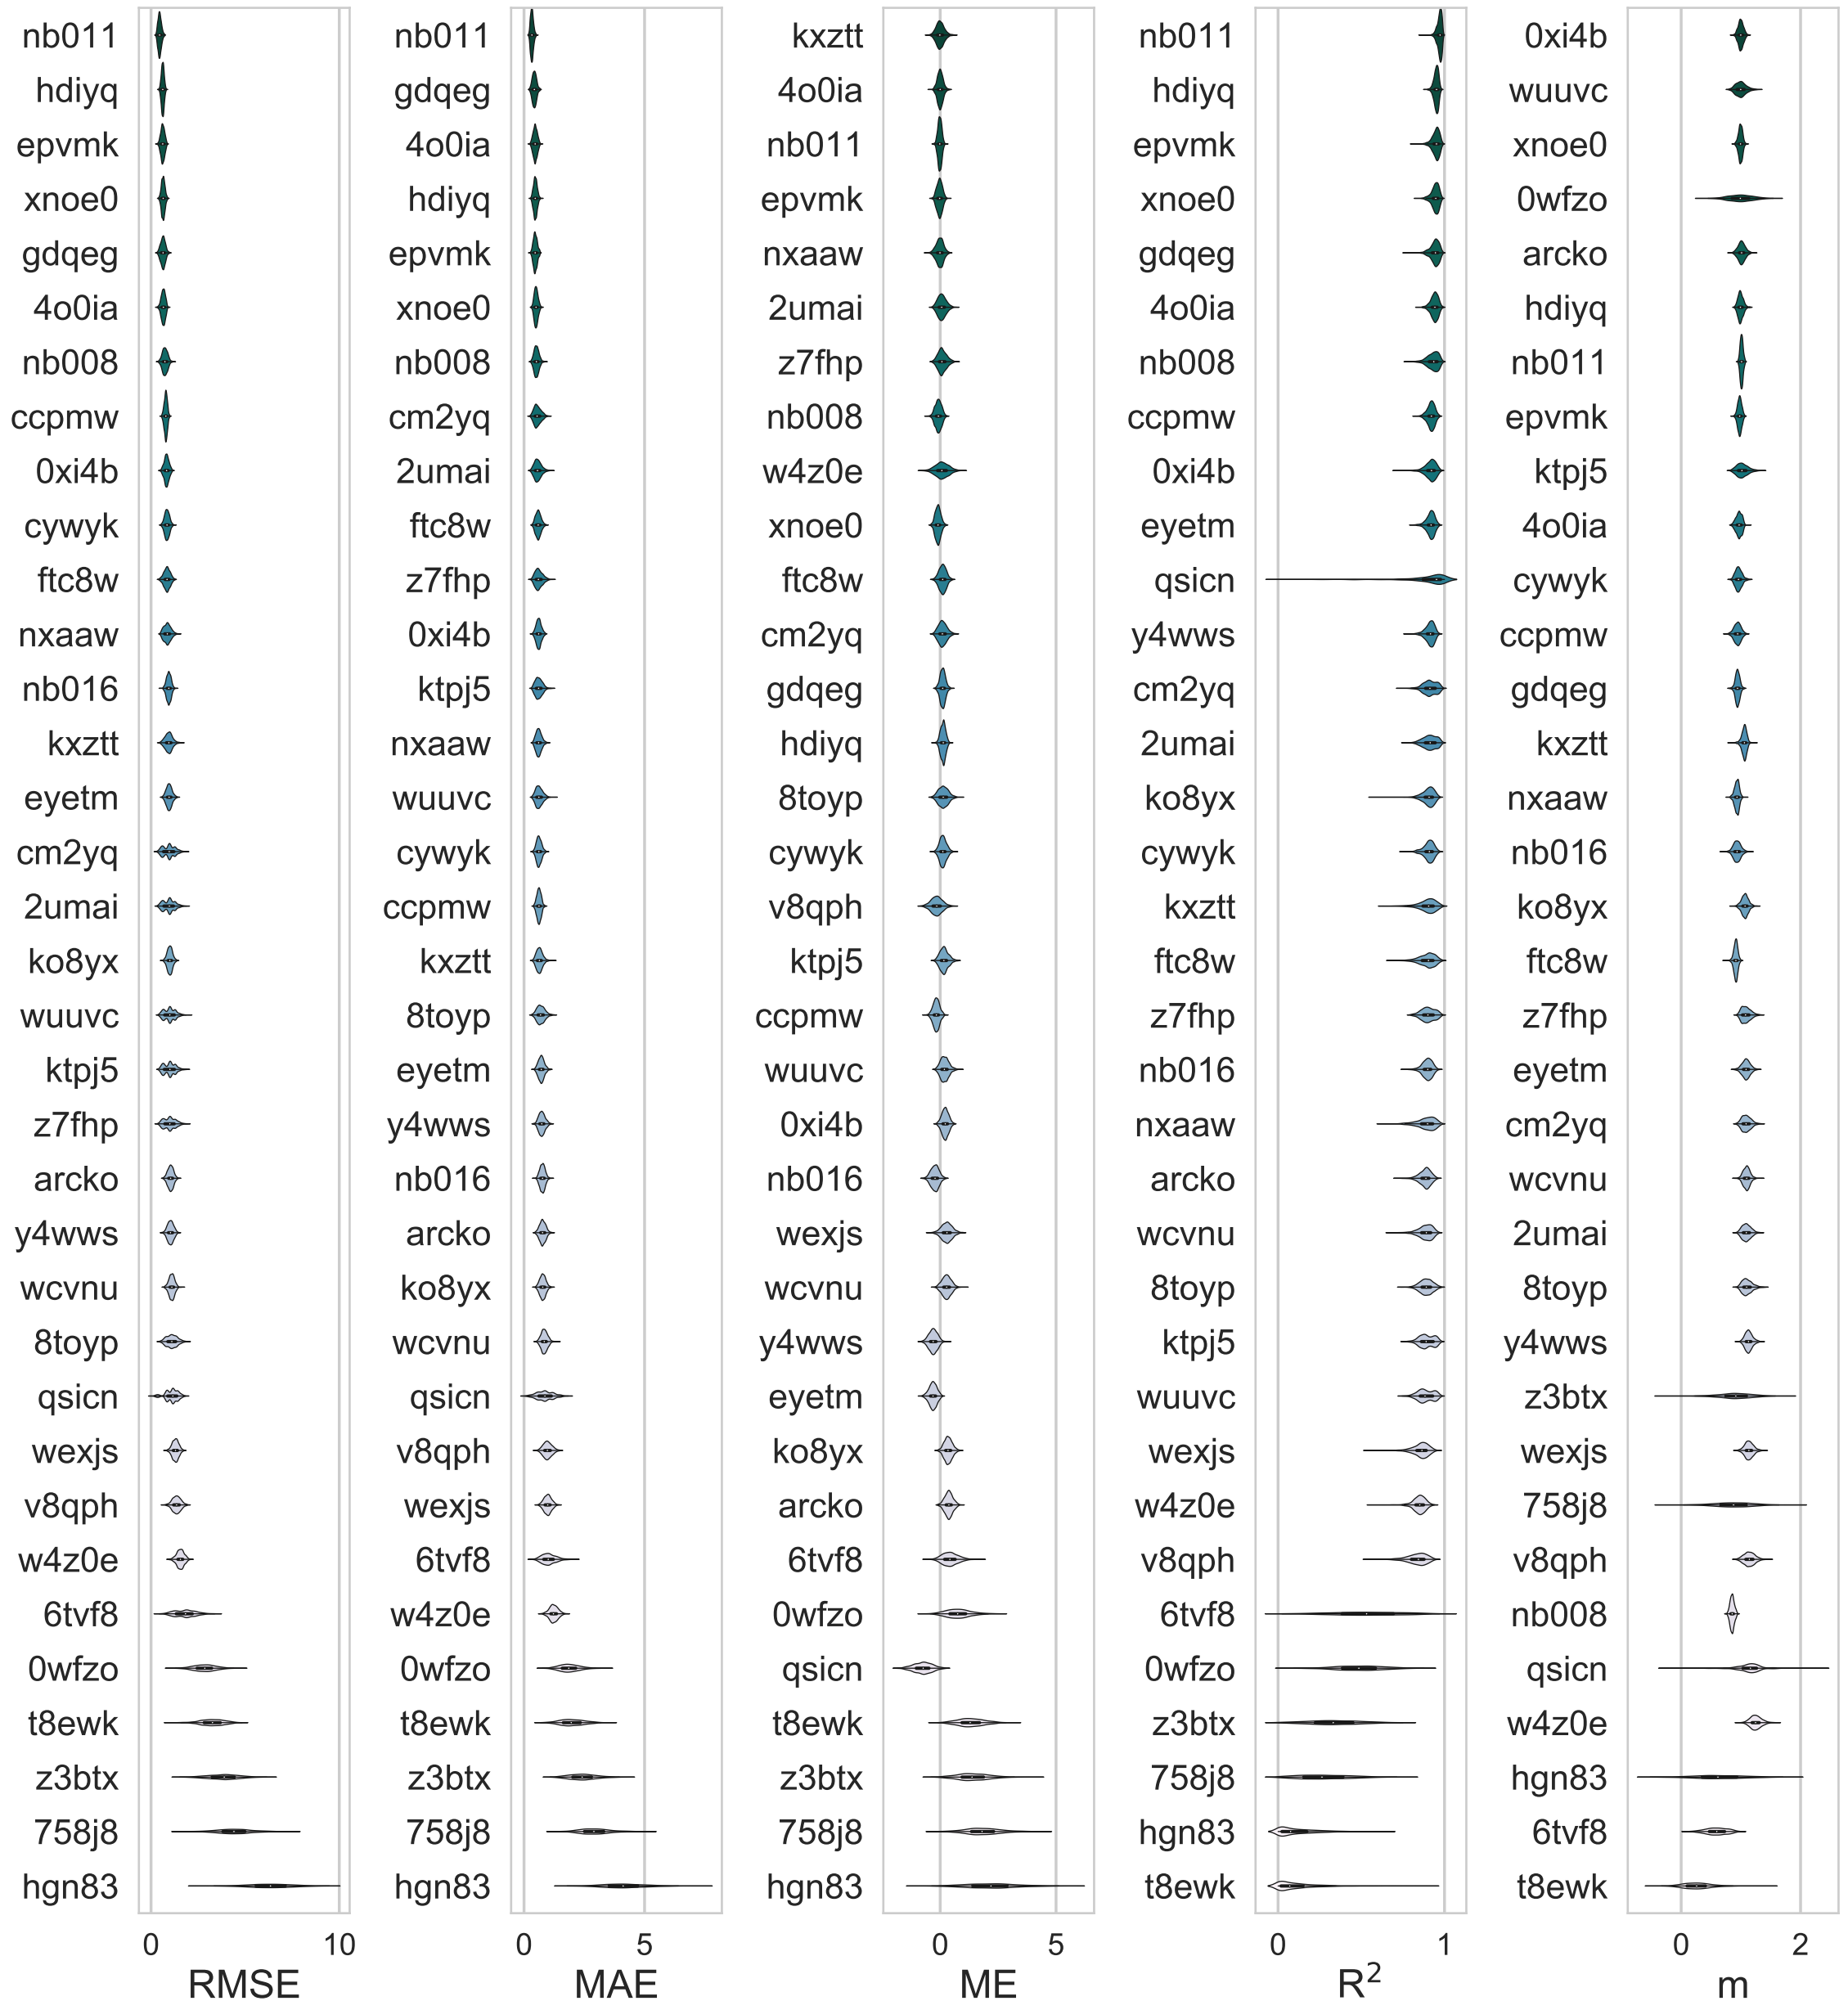 nb011 nb011 kxztt nb011 0xi4b
hdiyq gdqeg 4o0ia hdiyq wuuvc
epvmk 4o0ia nb011 epvmk xnoe0
xnoe0 hdiyq epvmk xnoe0 0wfzo
gdqeg epvmk nxaaw gdqeg arcko
4o0ia xnoe0 2umai 4o0ia hdiyq
nb008 nb008 z7fhp nb008 nb011
ccpmw cm2yq nb008 ccpmw epvmk
0xi4b 2umai w4z0e 0xi4b ktpj5
cywyk ftc8w xnoe0 eyetm 4o0ia
ftc8w z7fhp ftc8w qsicn cywyk
nxaaw 0xi4b cm2yq y4wws ccpmw
nb016 ktpj5 gdqeg cm2yq gdqeg
kxztt nxaaw hdiyq 2umai kxztt
eyetm wuuvc 8toyp ko8yx nxaaw
cm2yq cywyk cywyk cywyk nb016
2umai ccpmw v8qph kxztt ko8yx
ko8yx kxztt ktpj5 ftc8w ftc8w
wuuvc 8toyp ccpmw z7fhp z7fhp
ktpj5 eyetm wuuvc nb016 eyetm
z7fhp y4wws 0xi4b nxaaw cm2yq
arcko nb016 nb016 arcko wcvnu
y4wws arcko wexjs wcvnu 2umai
wcvnu ko8yx wcvnu 8toyp 8toyp
8toyp wcvnu y4wws ktpj5 y4wws
qsicn qsicn eyetm wuuvc z3btx
wexjs v8qph ko8yx wexjs wexjs
v8qph wexjs arcko w4z0e 758j8
w4z0e 6tvf8 6tvf8 v8qph v8qph
6tvf8 w4z0e 0wfzo 6tvf8 nb008
0wfzo 0wfzo qsicn 0wfzo qsicn
t8ewk t8ewk t8ewk z3btx w4z0e
z3btx z3btx z3btx 758j8 hgn83
758j8 758j8 758j8 hgn83 6tvf8
hgn83 hgn83 hgn83 t8ewk t8ewk
0 10 0 5 0 5 0 1 0 2
RMSE MAE ME R² m